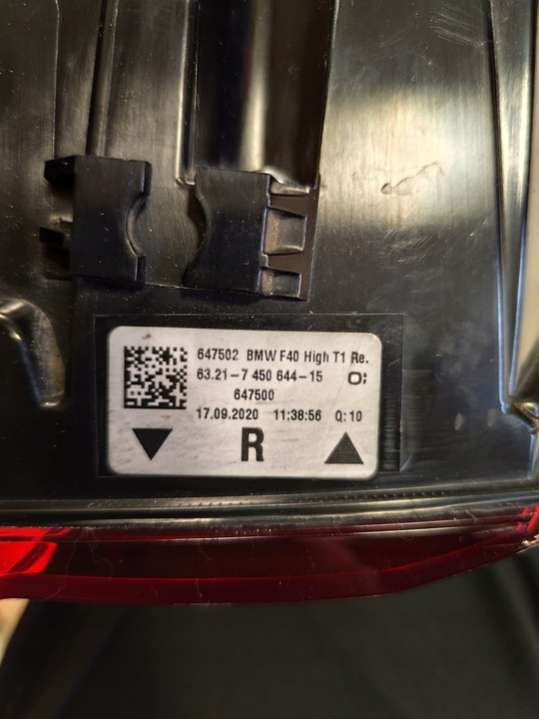 647502 BMW F40 High T1 Re.
63.21-7 450 644-15 O;
647500
17.09.2020 11:38:56 Q:10
R